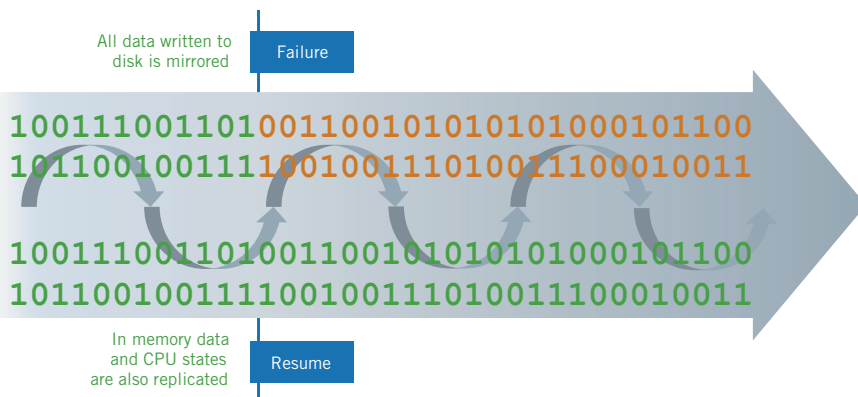 All data written to
disk is mirrored
Failure
100111001101001100101010101000101100
101100100111100100111010011100010011
100111001101001100101010101000101100
101100100111100100111010011100010011
In memory data
and CPU states
are also replicated
Resume